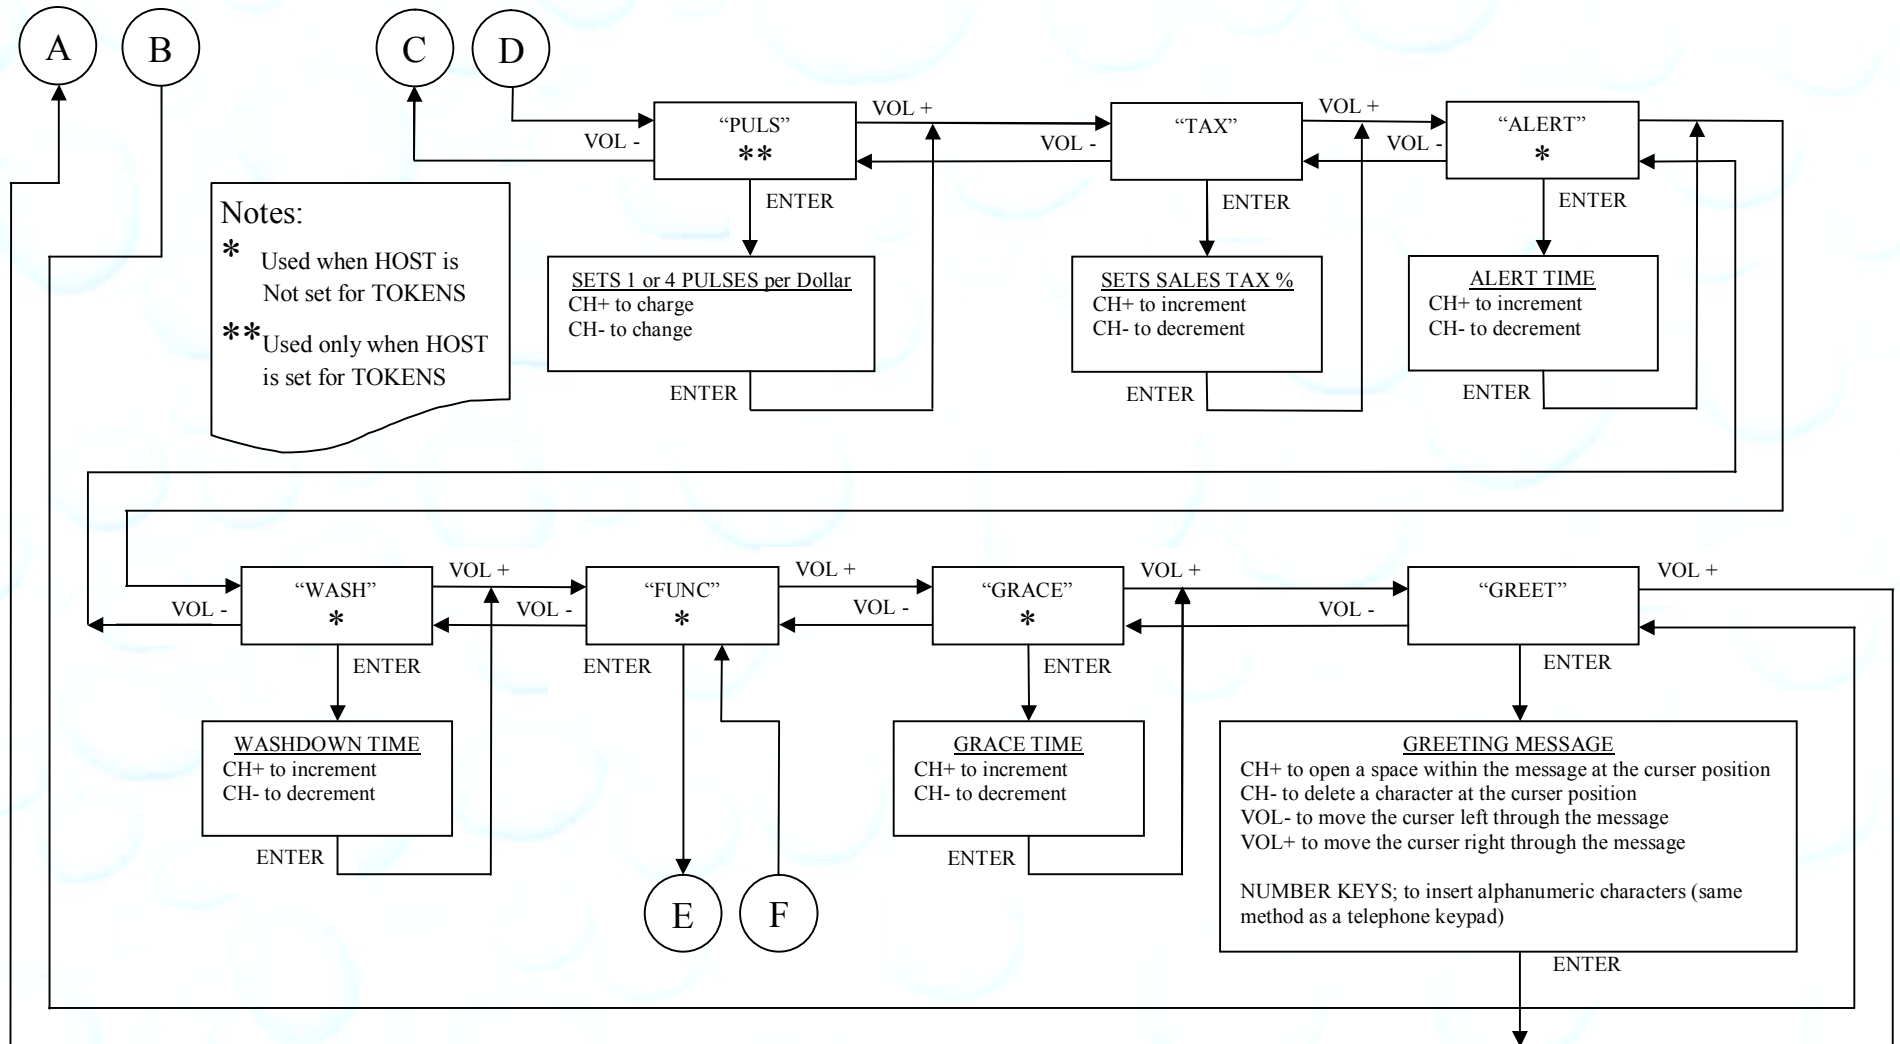 A
B
C
D
VOL +
VOL +
“PULS”
**
“TAX”
“ALERT”
*
VOL -
VOL -
VOL -
ENTER
ENTER
ENTER
Notes:
* Used when HOST is
Not set for TOKENS
**Used only when HOST
is set for TOKENS
SETS 1 or 4 PULSES per Dollar
CH+ to charge
CH- to change
ENTER
SETS SALES TAX %
CH+ to increment
CH- to decrement
ENTER
ALERT TIME
CH+ to increment
CH- to decrement
ENTER
VOL +
VOL +
VOL +
VOL +
“WASH”
*
“FUNC”
*
“GRACE”
*
“GREET”
VOL -
VOL -
VOL -
VOL -
ENTER
ENTER
ENTER
ENTER
WASHDOWN TIME
CH+ to increment
CH- to decrement
ENTER
GRACE TIME
CH+ to increment
CH- to decrement
ENTER
GREETING MESSAGE
CH+ to open a space within the message at the curser position
CH- to delete a character at the curser position
VOL- to move the curser left through the message
VOL+ to move the curser right through the message
NUMBER KEYS; to insert alphanumeric characters (same
method as a telephone keypad)
E
F
ENTER